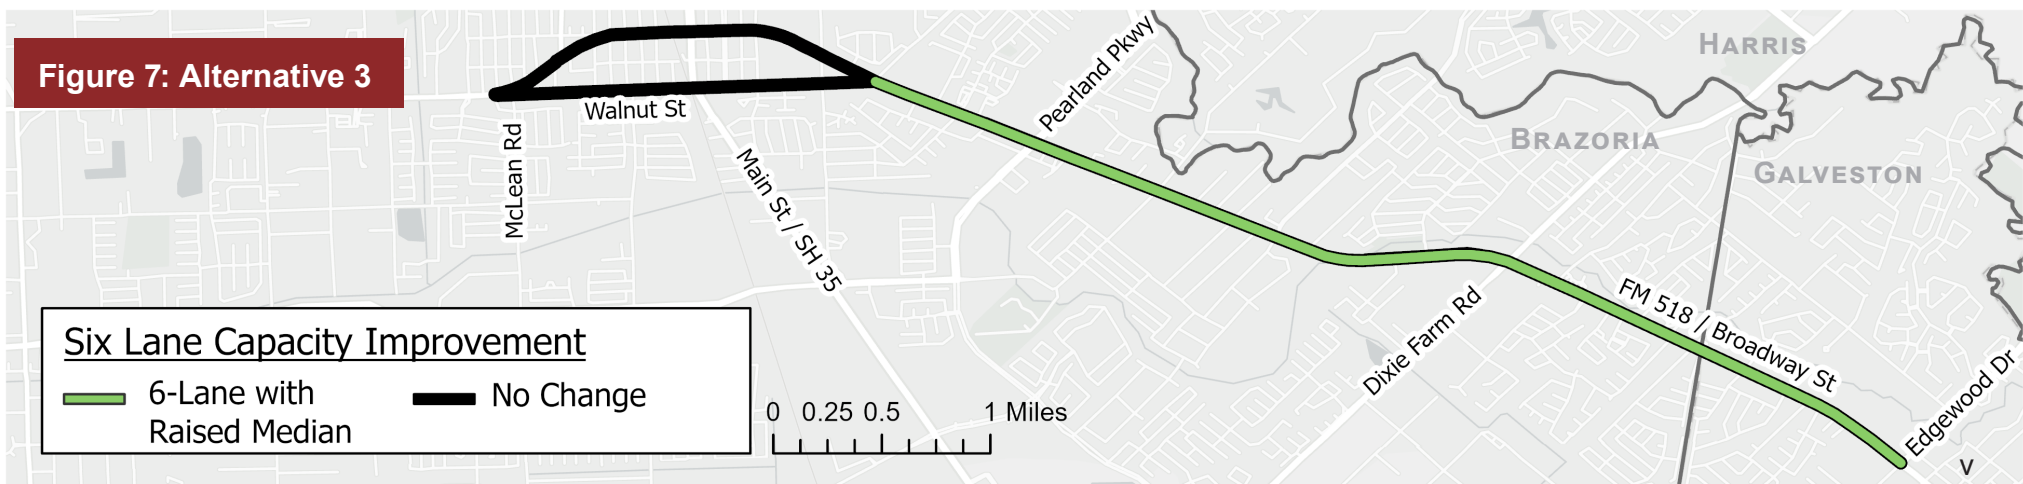 Figure 7: Alternative 3
HARRIS
BRAZORIA
GALVESTON
Pearland Pkwy
Walnut St
McLean Rd
Main St / SH 35
Dixie Farm Rd
FM 518 / Broadway St
Edgewood Dr
v
Six Lane Capacity Improvement
6-Lane with
Raised Median
No Change
0 0.25 0.5 1 Miles